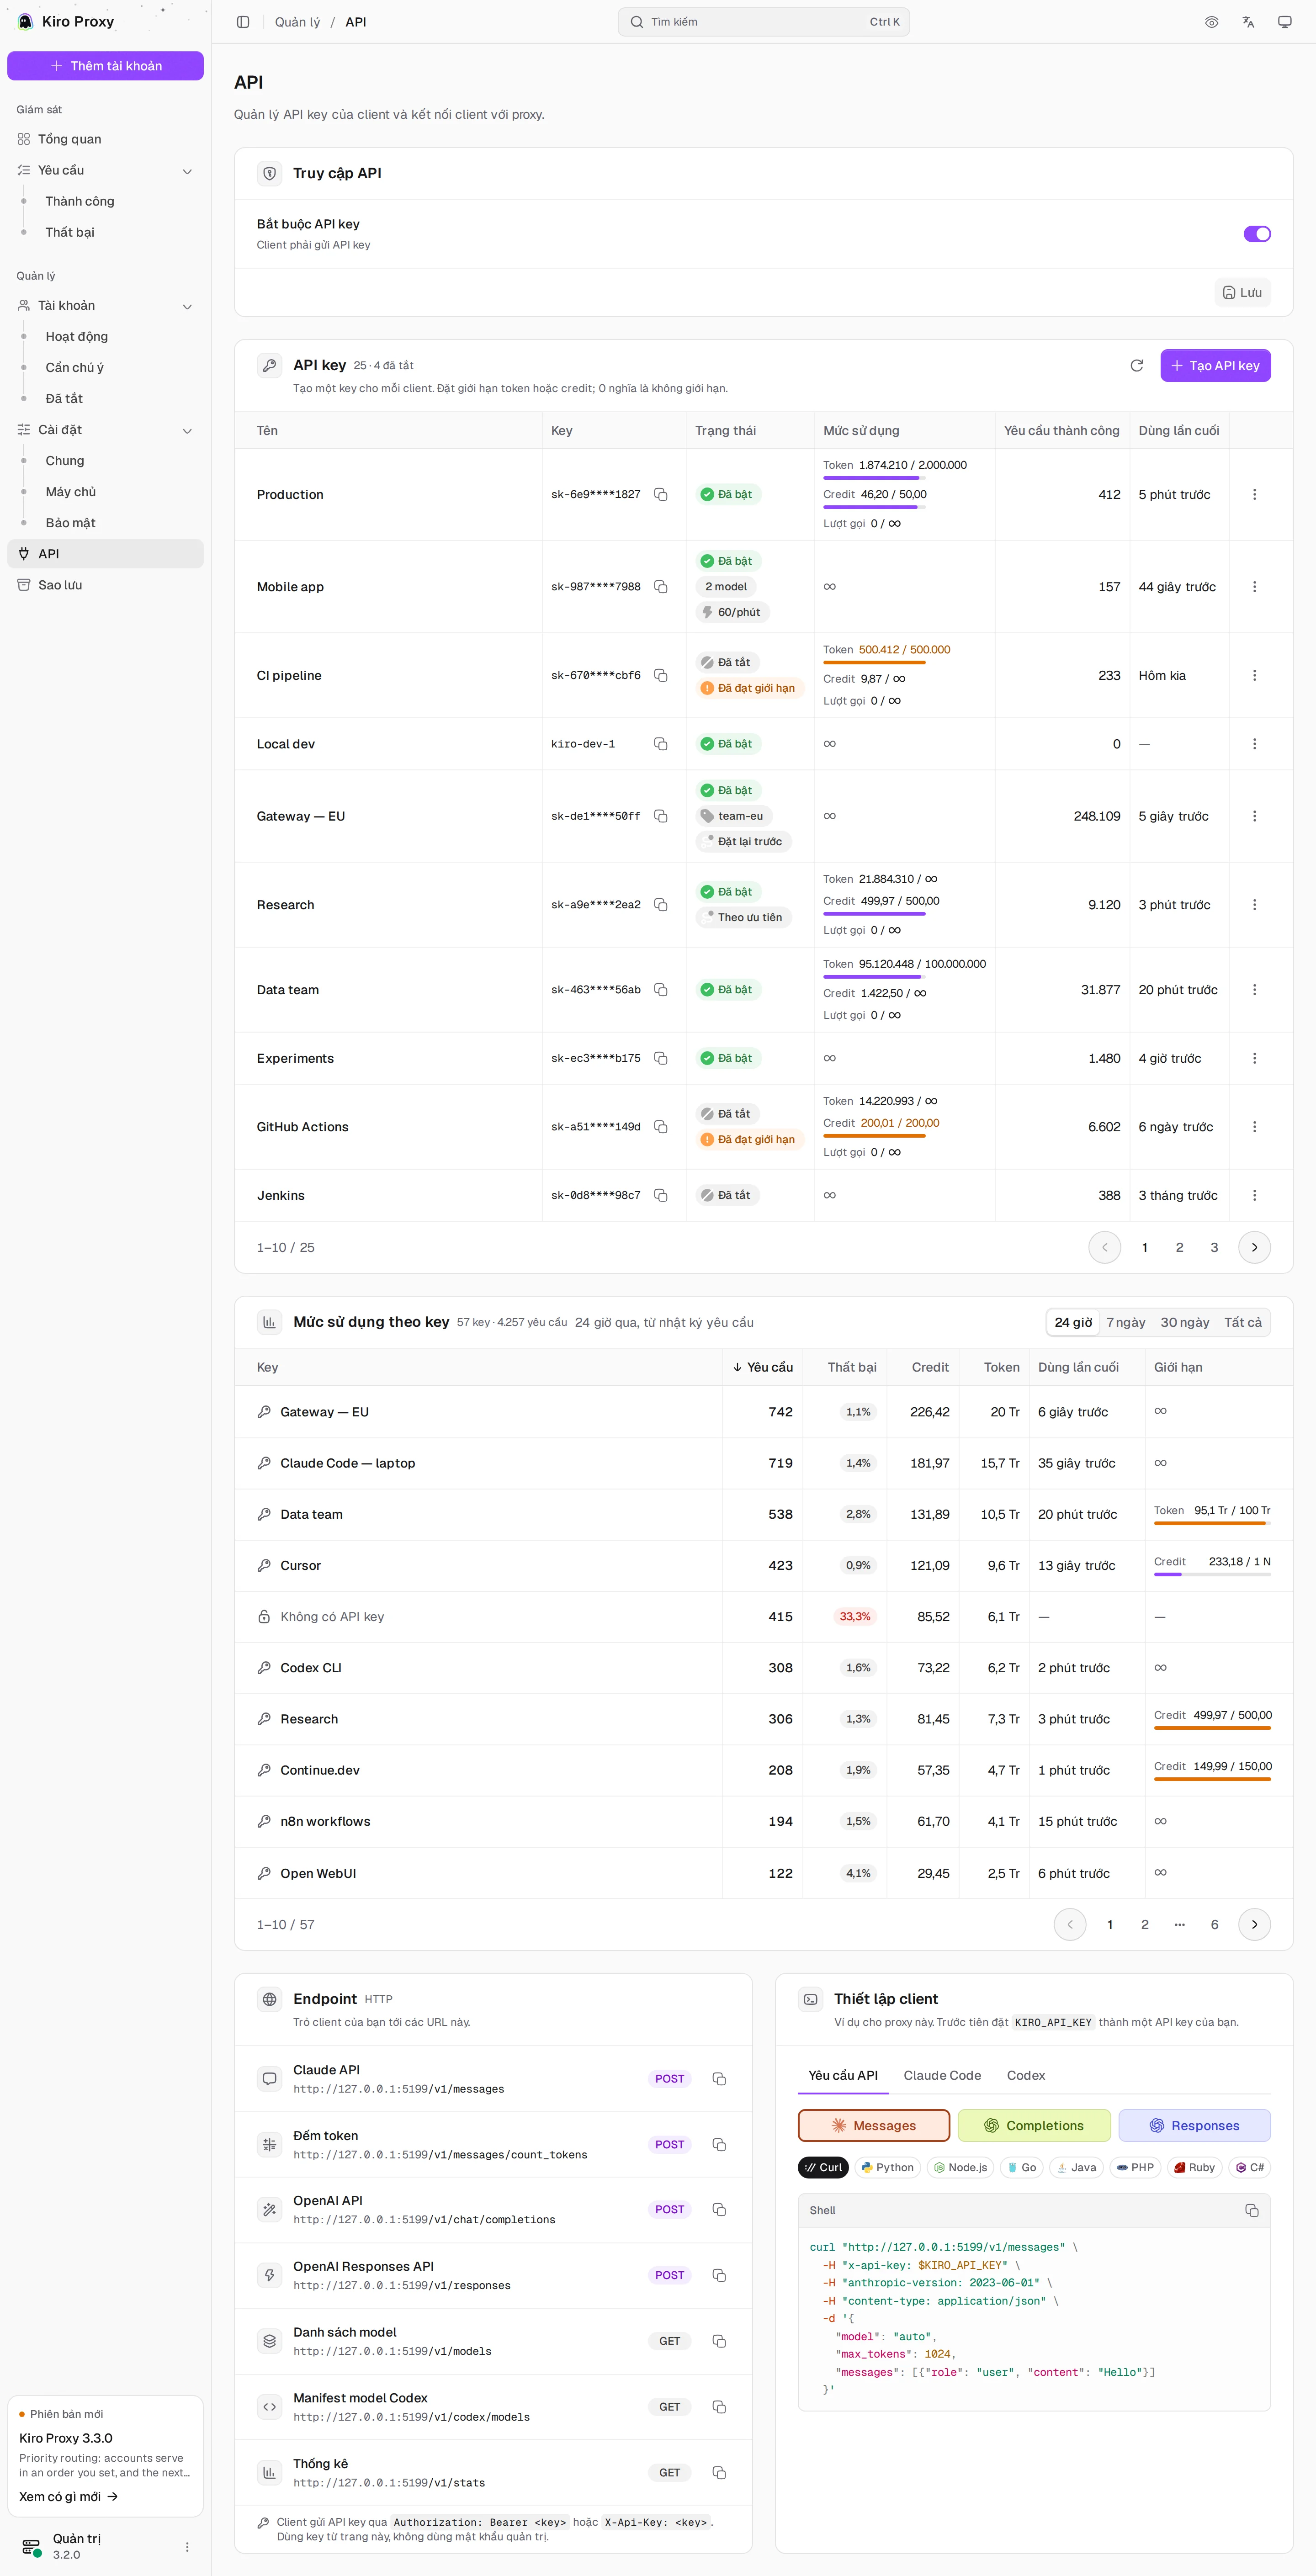 Kiro Proxy
Thêm tài khoản
Giám sát
Tổng quan
Yêu cầu
Thành công
Thất bại
Quản lý
Tài khoản
Hoạt động
Cần chú ý
Đã tắt
Cài đặt
Chung
Máy chủ
Bảo mật
API
Sao lưu
Phiên bản mới
Kiro Proxy 3.3.0
Priority routing: accounts serve
in an order you set, and the next...
Xem có gì mới →
Quản trị
3.2.0
Quản lý / API
Tìm kiếm Ctrl K
API
Quản lý API key của client và kết nối client với proxy.
Truy cập API
Bắt buộc API key
Client phải gửi API key
Lưu
API key 25 · 4 đã tắt
Tạo một key cho mỗi client. Đặt giới hạn token hoặc credit; 0 nghĩa là không giới hạn.
Tạo API key
Tên Key Trạng thái Mức sử dụng Yêu cầu thành công Dùng lần cuối
Token 1.874.210 / 2.000.000
Production sk-6e9****1827 Đã bật Credit 46,20 / 50,00 412 5 phút trước
Lượt gọi 0 / ∞
Đã bật
Mobile app sk-987****7988 2 model ∞ 157 44 giây trước
60/phút
Token 500.412 / 500.000
Đã tắt
CI pipeline sk-670****cbf6 Credit 9,87 / ∞ 233 Hôm kia
Đã đạt giới hạn
Lượt gọi 0 / ∞
Local dev kiro-dev-1 Đã bật ∞ 0 —
Đã bật
Gateway — EU sk-de1****50ff team-eu ∞ 248.109 5 giây trước
Đặt lại trước
Token 21.884.310 / ∞
Đã bật
Research sk-a9e****2ea2 Credit 499,97 / 500,00 9.120 3 phút trước
Theo ưu tiên
Lượt gọi 0 / ∞
Token 95.120.448 / 100.000.000
Data team sk-463****56ab Đã bật Credit 1.422,50 / ∞ 31.877 20 phút trước
Lượt gọi 0 / ∞
Experiments sk-ec3****b175 Đã bật ∞ 1.480 4 giờ trước
Token 14.220.993 / ∞
Đã tắt
GitHub Actions sk-a51****149d Credit 200,01 / 200,00 6.602 6 ngày trước
Đã đạt giới hạn
Lượt gọi 0 / ∞
Jenkins sk-0d8****98c7 Đã tắt ∞ 388 3 tháng trước
1–10 / 25 1 2 3
Mức sử dụng theo key 57 key · 4.257 yêu cầu 24 giờ qua, từ nhật ký yêu cầu 24 giờ 7 ngày 30 ngày Tất cả
Key ↓ Yêu cầu Thất bại Credit Token Dùng lần cuối Giới hạn
Gateway — EU 742 1,1% 226,42 20 Tr 6 giây trước ∞
Claude Code — laptop 719 1,4% 181,97 15,7 Tr 35 giây trước ∞
Data team 538 2,8% 131,89 10,5 Tr 20 phút trước Token 95,1 Tr / 100 Tr
Cursor 423 0,9% 121,09 9,6 Tr 13 giây trước Credit 233,18 / 1 N
Không có API key 415 33,3% 85,52 6,1 Tr — —
Codex CLI 308 1,6% 73,22 6,2 Tr 2 phút trước ∞
Research 306 1,3% 81,45 7,3 Tr 3 phút trước Credit 499,97 / 500,00
Continue.dev 208 1,9% 57,35 4,7 Tr 1 phút trước Credit 149,99 / 150,00
n8n workflows 194 1,5% 61,70 4,1 Tr 15 phút trước ∞
Open WebUI 122 4,1% 29,45 2,5 Tr 6 phút trước ∞
1–10 / 57 1 2 ··· 6
Endpoint HTTP
Trỏ client của bạn tới các URL này.
Claude API
http://127.0.0.1:5199/v1/messages
POST
Đếm token
http://127.0.0.1:5199/v1/messages/count_tokens
POST
OpenAI API
http://127.0.0.1:5199/v1/chat/completions
POST
OpenAI Responses API
http://127.0.0.1:5199/v1/responses
POST
Danh sách model
http://127.0.0.1:5199/v1/models
GET
Manifest model Codex
http://127.0.0.1:5199/v1/codex/models
GET
Thống kê
http://127.0.0.1:5199/v1/stats
GET
Client gửi API key qua Authorization: Bearer <key> hoặc X-Api-Key: <key>.
Dùng key từ trang này, không dùng mật khẩu quản trị.
Thiết lập client
Ví dụ cho proxy này. Trước tiên đặt KIRO_API_KEY thành một API key của bạn.
Yêu cầu API Claude Code Codex
Messages Completions Responses
Curl Python Node.js Go Java PHP Ruby C#
Shell
curl "http://127.0.0.1:5199/v1/messages" \
-H "x-api-key: $KIRO_API_KEY" \
-H "anthropic-version: 2023-06-01" \
-H "content-type: application/json" \
-d '{
"model": "auto",
"max_tokens": 1024,
"messages": [{"role": "user", "content": "Hello"}]
}'